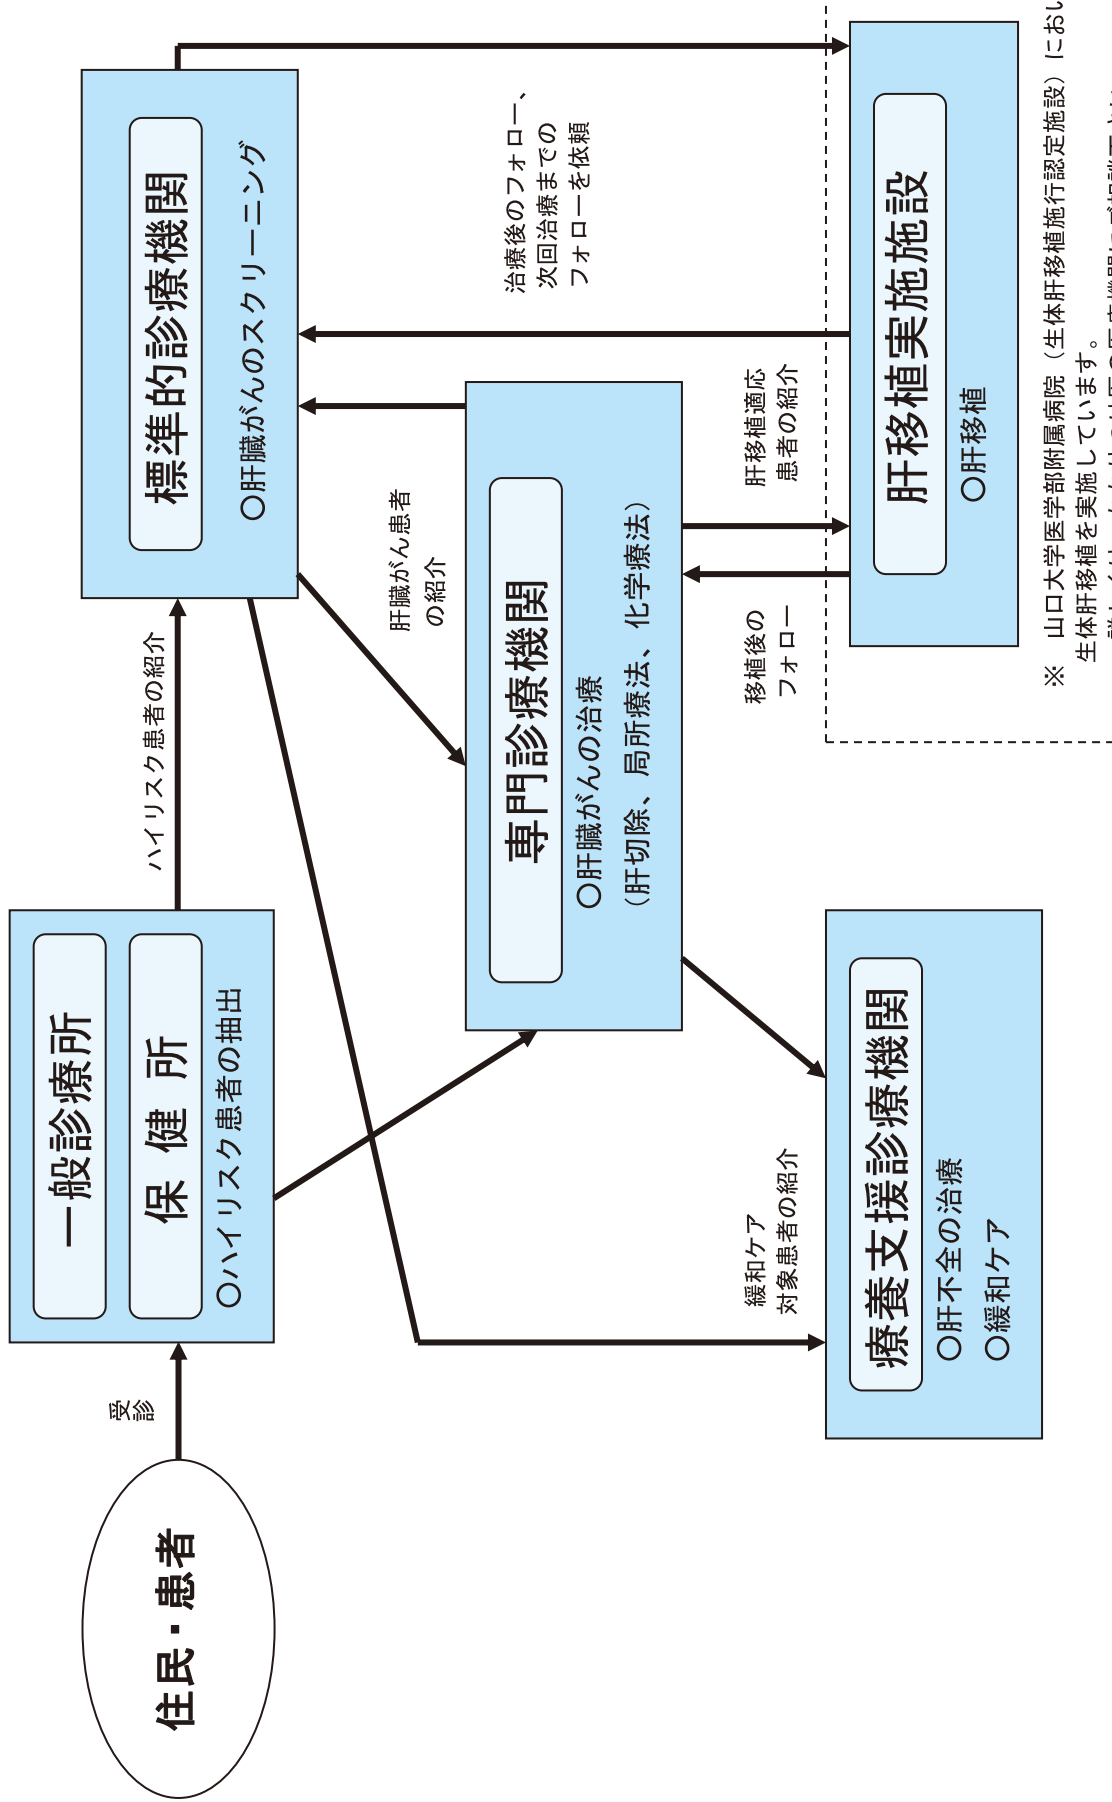 住民・患者
受診
一般診療所
保健所
〇ハイリスク患者の抽出
ハイリスク患者の紹介
標準的診療機関
〇肝臓がんのスクリーニング
肝臓がん患者
の紹介
治療後のフォロー、
次回治療までの
フォローを依頼
専門診療機関
〇肝臓がんの治療
（肝切除、局所療法、化学療法）
移植後の
フォロー
肝移植適応
患者の紹介
緩和ケア
対象患者の紹介
療養支援診療機関
〇肝不全の治療
〇緩和ケア
肝移植実施施設
〇肝移植
※　山口大学医学部附属病院（生体肝移植施行認定施設）におい
生体肝移植を実施しています。